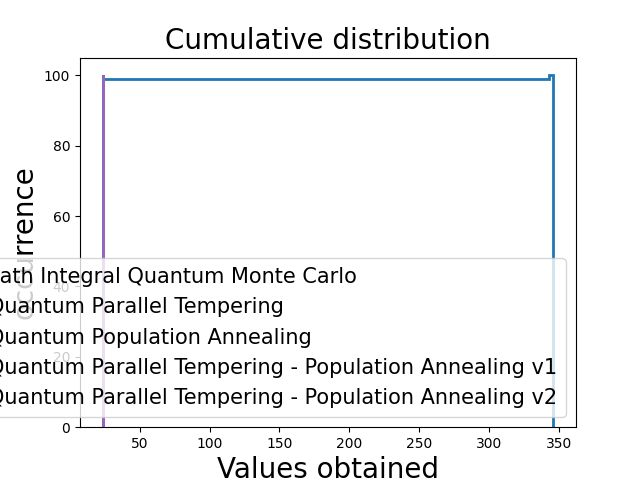 Cumulative distribution
100
80
60
40
20
0
occurrence
ath Integral Quantum Monte Carlo
Quantum Parallel Tempering
Quantum Population Annealing
Quantum Parallel Tempering - Population Annealing v1
Quantum Parallel Tempering - Population Annealing v2
50 100 150 200 250 300 350
Values obtained